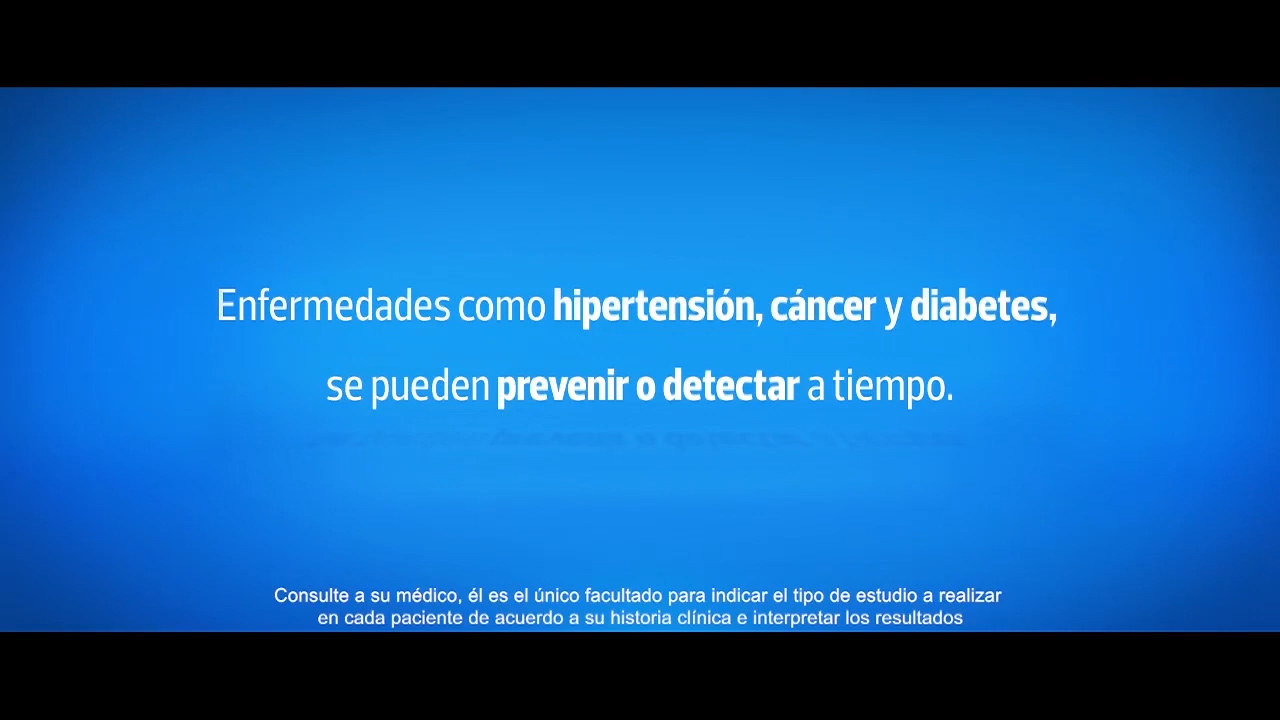 Enfermedades como hipertensión, cáncer y diabetes,
se pueden prevenir o detectar a tiempo.
Consulte a su médico, él es el único facultado para indicar el tipo de estudio a realizar
en cada paciente de acuerdo a su historia clínica e interpretar los resultados